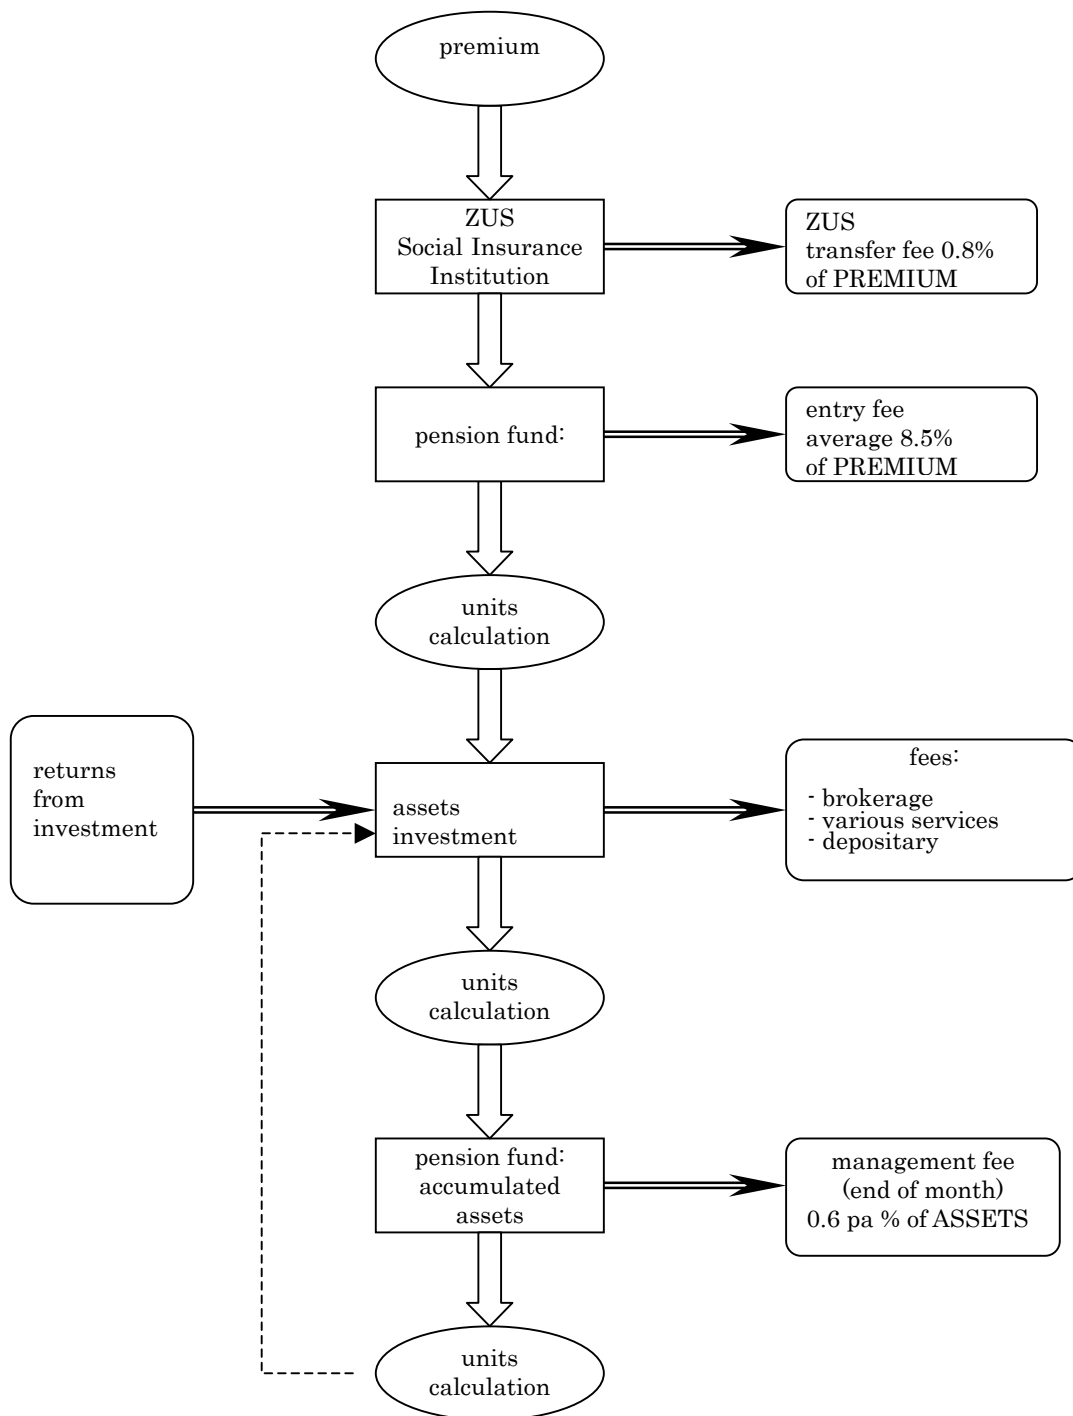 premium
ZUS
Social Insurance
Institution
ZUS
transfer fee 0.8%
of PREMIUM
pension fund:
entry fee
average 8.5%
of PREMIUM
units
calculation
returns
from
investment
assets
investment
fees:
- brokerage
- various services
- depositary
units
calculation
pension fund:
accumulated
assets
management fee
(end of month)
0.6 pa % of ASSETS
units
calculation